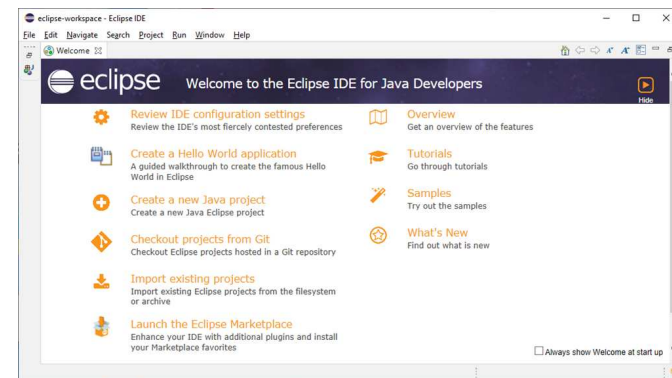 eclipse-workspace - Eclipse IDE
File Edit Navigate Search Project Run Window Help
Welcome
eclipse Welcome to the Eclipse IDE for Java Developers
Hide
Review IDE configuration settings
Review the IDE's most fiercely contested preferences
Create a Hello World application
A guided walkthrough to create the famous Hello
World in Eclipse
Create a new Java project
Create a new Java Eclipse project
Checkout projects from Git
Checkout Eclipse projects hosted in a Git repository
Import existing projects
Import existing Eclipse projects from the filesystem
or archive
Launch the Eclipse Marketplace
Enhance your IDE with additional plugins and install
your Marketplace favorites
Overview
Get an overview of the features
Tutorials
Go through tutorials
Samples
Try out the samples
What's New
Find out what is new
Always show Welcome at start up